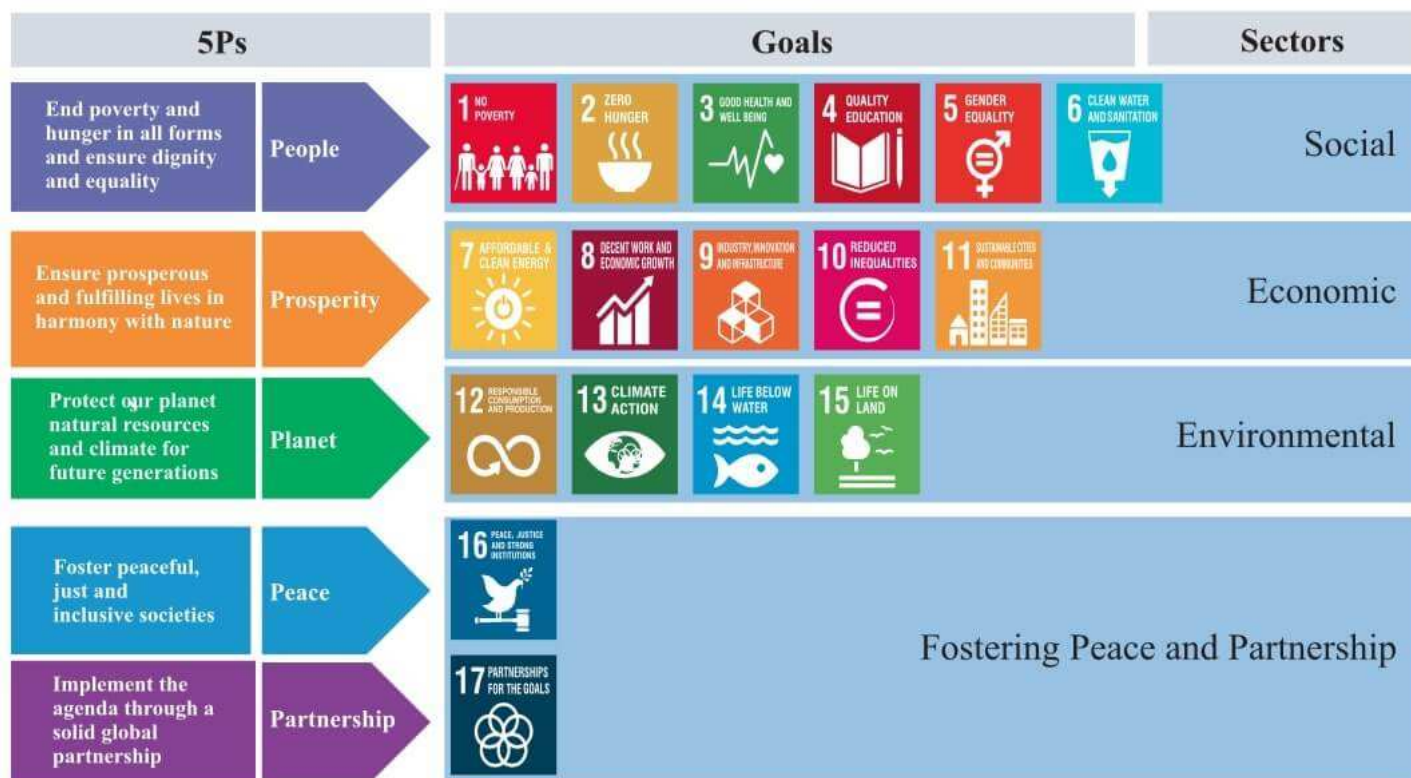 5Ps
Goals
Sectors
End poverty and
hunger in all forms
and ensure dignity
and equality
People
1 NO
POVERTY
2 ZERO
HUNGER
3 GOOD HEALTH AND
WELL BEING
4 QUALITY
EDUCATION
5 GENDER
EQUALITY
6 CLEAN WATER
AND SANITATION
Social
Ensure prosperous
and fulfilling lives in
harmony with nature
Prosperity
7 AFFORDABLE &
CLEAN ENERGY
8 DECENT WORK AND
ECONOMIC GROWTH
9 INDUSTRY, INNOVATION
AND INFRASTRUCTURE
10 REDUCED
INEQUALITIES
11 SUSTAINABLE CITIES
AND COMMUNITIES
Economic
Protect our planet
natural resources
and climate for
future generations
Planet
12 RESPONSIBLE
CONSUMPTION
AND PRODUCTION
13 CLIMATE
ACTION
14 LIFE BELOW
WATER
15 LIFE ON
LAND
Environmental
Foster peaceful,
just and
inclusive societies
Peace
16 PEACE, JUSTICE
AND STRONG
INSTITUTIONS
Fostering Peace and Partnership
Implement the
agenda through a
solid global
partnership
Partnership
17 PARTNERSHIPS
FOR THE GOALS